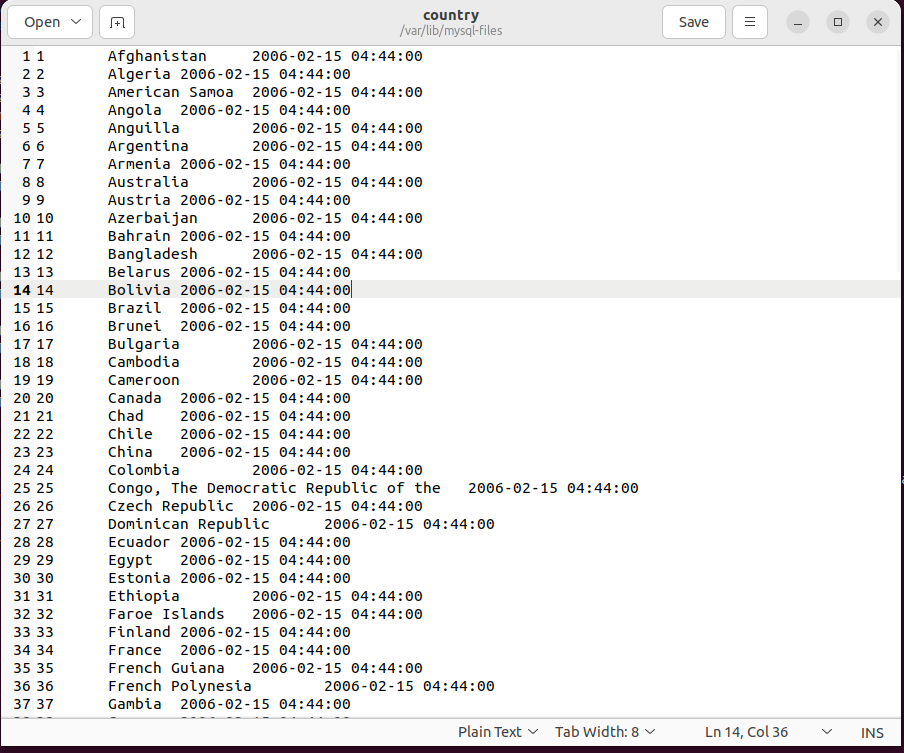 Open
country
/var/lib/mysql-files
Save
1 1 Afghanistan 2006-02-15 04:44:00
2 2 Algeria 2006-02-15 04:44:00
3 3 American Samoa 2006-02-15 04:44:00
4 4 Angola 2006-02-15 04:44:00
5 5 Anguilla 2006-02-15 04:44:00
6 6 Argentina 2006-02-15 04:44:00
7 7 Armenia 2006-02-15 04:44:00
8 8 Australia 2006-02-15 04:44:00
9 9 Austria 2006-02-15 04:44:00
10 10 Azerbaijan 2006-02-15 04:44:00
11 11 Bahrain 2006-02-15 04:44:00
12 12 Bangladesh 2006-02-15 04:44:00
13 13 Belarus 2006-02-15 04:44:00
14 14 Bolivia 2006-02-15 04:44:00
15 15 Brazil 2006-02-15 04:44:00
16 16 Brunei 2006-02-15 04:44:00
17 17 Bulgaria 2006-02-15 04:44:00
18 18 Cambodia 2006-02-15 04:44:00
19 19 Cameroon 2006-02-15 04:44:00
20 20 Canada 2006-02-15 04:44:00
21 21 Chad 2006-02-15 04:44:00
22 22 Chile 2006-02-15 04:44:00
23 23 China 2006-02-15 04:44:00
24 24 Colombia 2006-02-15 04:44:00
25 25 Congo, The Democratic Republic of the 2006-02-15 04:44:00
26 26 Czech Republic 2006-02-15 04:44:00
27 27 Dominican Republic 2006-02-15 04:44:00
28 28 Ecuador 2006-02-15 04:44:00
29 29 Egypt 2006-02-15 04:44:00
30 30 Estonia 2006-02-15 04:44:00
31 31 Ethiopia 2006-02-15 04:44:00
32 32 Faroe Islands 2006-02-15 04:44:00
33 33 Finland 2006-02-15 04:44:00
34 34 France 2006-02-15 04:44:00
35 35 French Guiana 2006-02-15 04:44:00
36 36 French Polynesia 2006-02-15 04:44:00
37 37 Gambia 2006-02-15 04:44:00
Plain Text Tab Width: 8 Ln 14, Col 36 INS